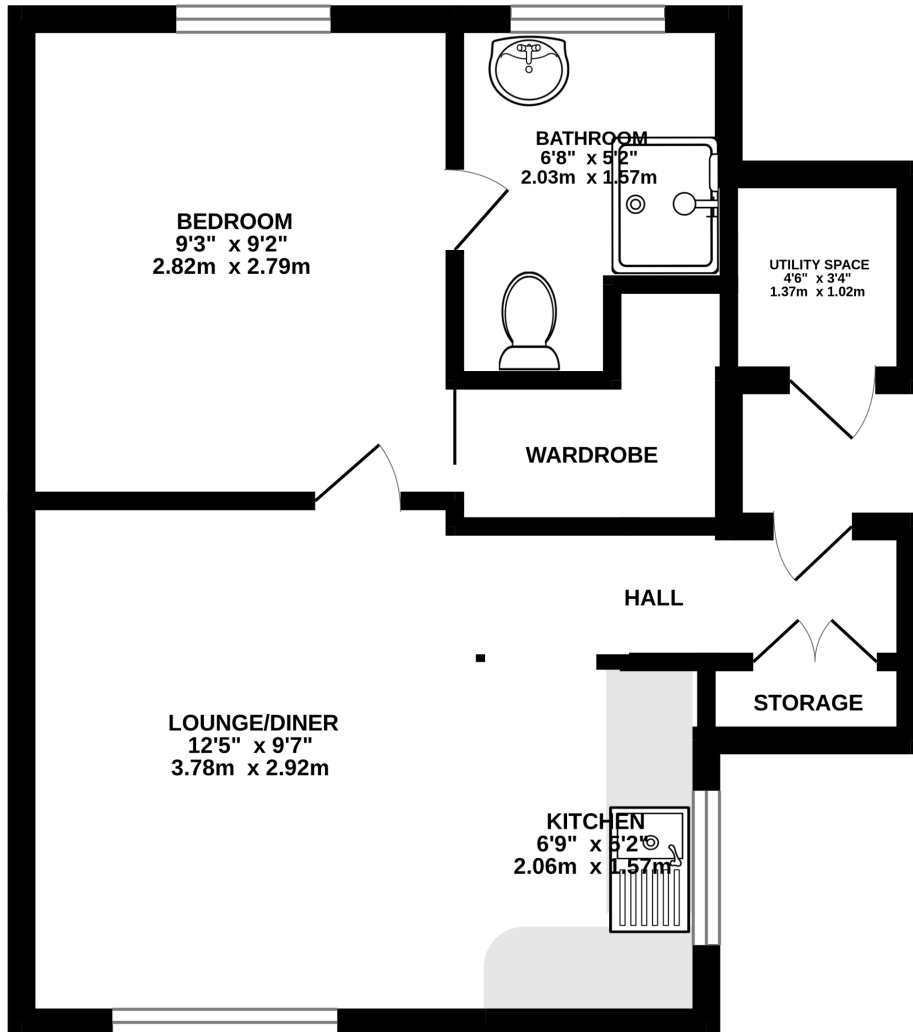 BATHROOM
6'8" x 5'2"
2.03m x 1.57m
BEDROOM
9'3" x 9'2"
2.82m x 2.79m
UTILITY SPACE
4'6" x 3'4"
1.37m x 1.02m
WARDROBE
HALL
STORAGE
LOUNGE/DINER
12'5" x 9'7"
3.78m x 2.92m
KITCHEN
6'9" x 5'2"
2.06m x 1.57m